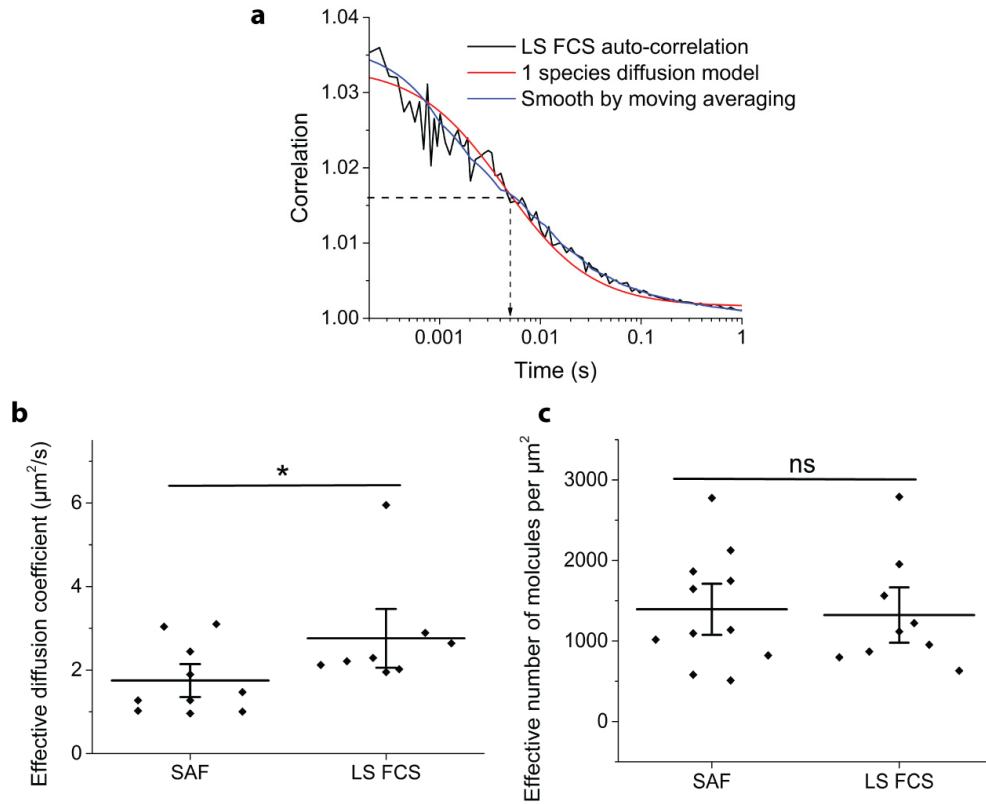 a
1.04
1.03
1.02
1.01
1.00
Correlation
LS FCS auto-correlation
1 species diffusion model
Smooth by moving averaging
0.001 0.01 0.1 1
Time (s)
b
Effective diffusion coefficient (µm²/s)
6
4
2
0
*
SAF LS FCS
c
Effective number of molcules per µm²
3000
2000
1000
0
ns
SAF LS FCS